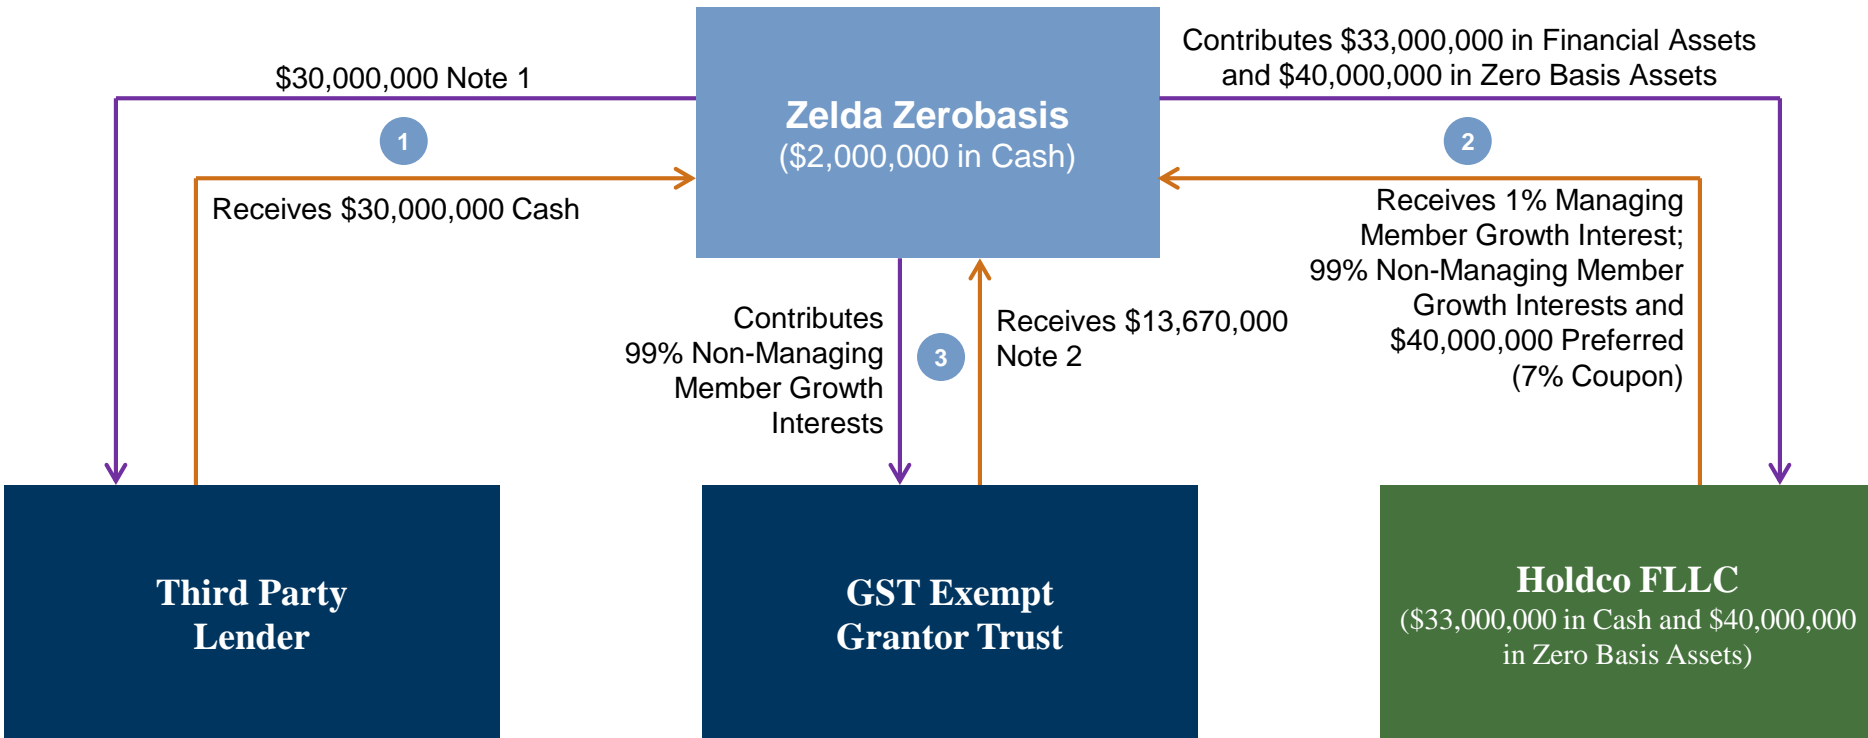 Contributes $33,000,000 in Financial Assets
and $40,000,000 in Zero Basis Assets
$30,000,000 Note 1
Zelda Zerobasis
($2,000,000 in Cash)
1
2
Receives $30,000,000 Cash
Receives 1% Managing
Member Growth Interest;
99% Non-Managing Member
Growth Interests and
$40,000,000 Preferred
(7% Coupon)
Contributes
99% Non-Managing
Member Growth
Interests
3
Receives $13,670,000
Note 2
Third Party
Lender
GST Exempt
Grantor Trust
Holdco FLLC
($33,000,000 in Cash and $40,000,000
in Zero Basis Assets)